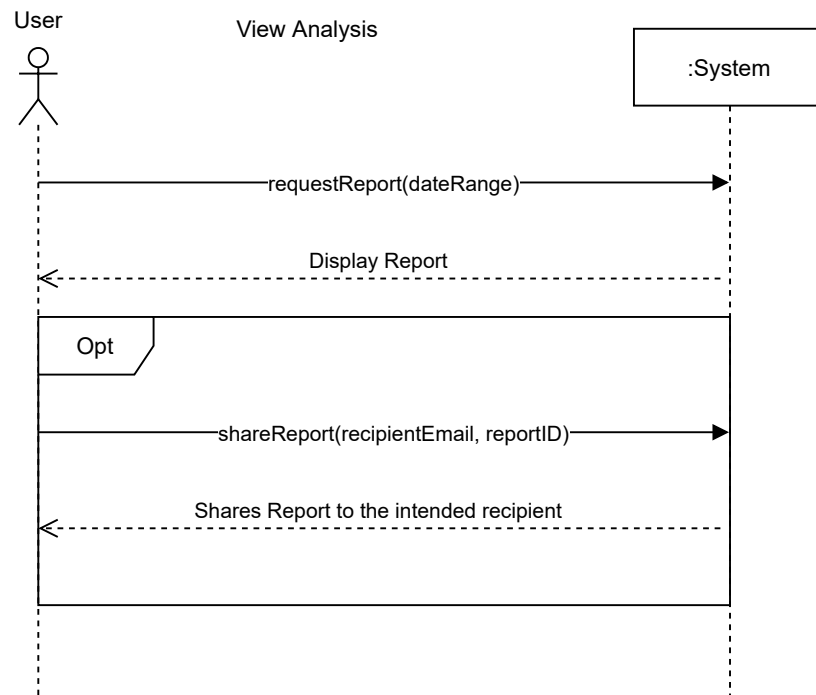 User
View Analysis
:System
requestReport(dateRange)
Display Report
Opt
shareReport(recipientEmail, reportID)
Shares Report to the intended recipient